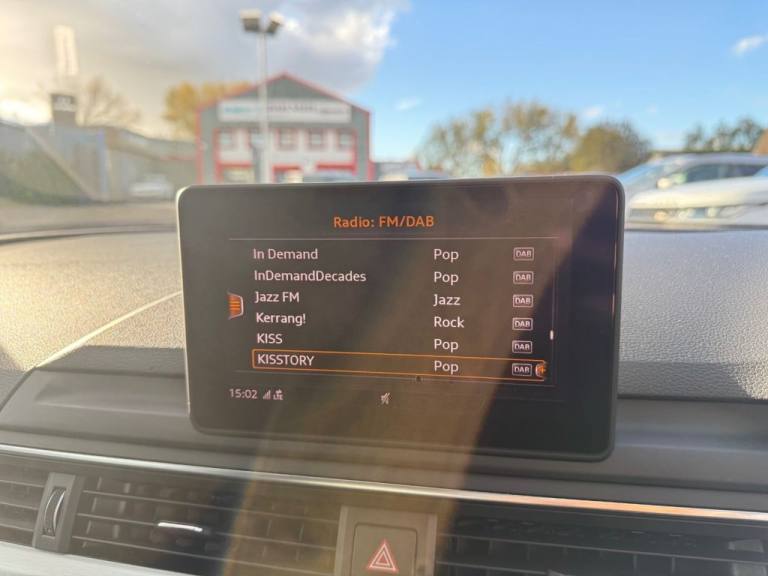 Radio: FM/DAB
In Demand Pop DAB
InDemandDecades Pop DAB
Jazz FM Jazz DAB
Kerrang! Rock DAB
KISS Pop DAB
KISSTORY Pop DAB
15:02 LTE